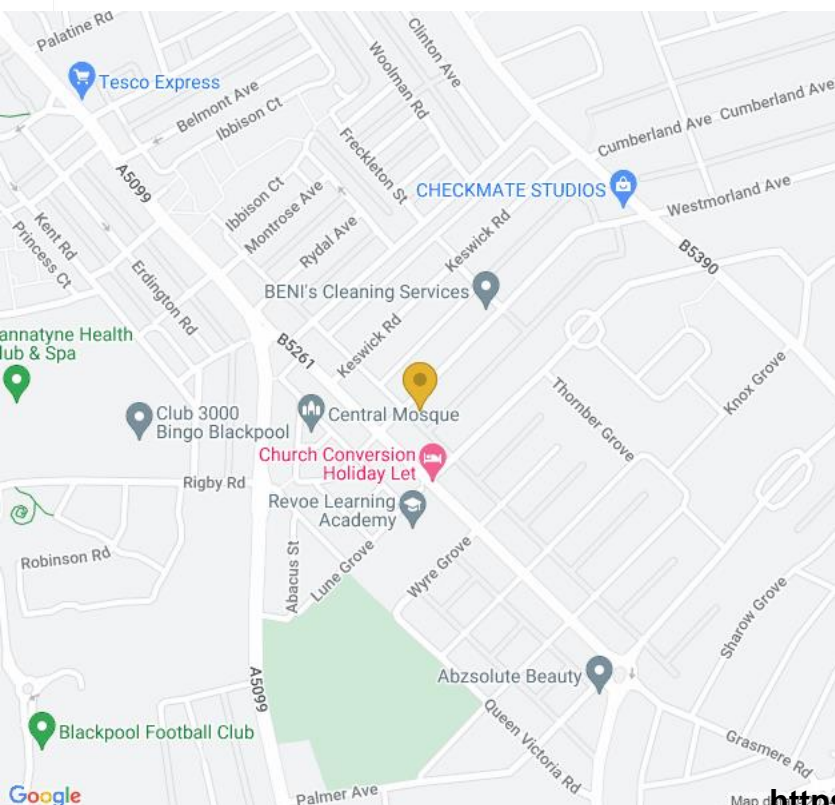 Palatine Rd
Clinton Ave
Woolman Rd
Tesco Express
Belmont Ave
Ibbison Ct
Cumberland Ave
Cumberland Ave
A5099
Freckleton St
CHECKMATE STUDIOS
Westmorland Ave
Ibbison Ct
Montrose Ave
Kent Rd
Princess Ct
Rydal Ave
Keswick Rd
B5390
Erdington Rd
BENI's Cleaning Services
annatyne Health
lub & Spa
B5261
Keswick Rd
Knox Grove
Club 3000
Bingo Blackpool
Central Mosque
Thornber Grove
Church Conversion
Holiday Let
Rigby Rd
Revoe Learning
Academy
Robinson Rd
Abacus St
Lune Grove
Wyre Grove
Sharow Grove
A5099
Abzsolute Beauty
Blackpool Football Club
Queen Victoria Rd
Grasmere Rd
Google
Palmer Ave
Map d
https